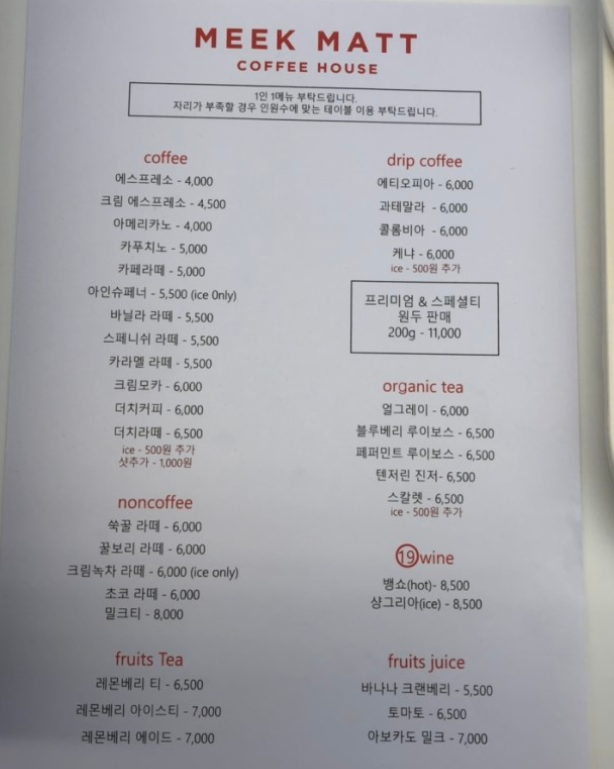 MEEK MATT
COFFEE HOUSE
1인 1메뉴 부탁드립니다.
자리가 부족할 경우 인원수에 맞는 테이블 이용 부탁드립니다.
coffee
에스프레소 - 4,000
크림 에스프레소 - 4,500
아메리카노 - 4,000
카푸치노 - 5,000
카페라떼 - 5,000
아인슈페너 - 5,500 (ice 0nly)
바닐라 라떼 - 5,500
스페니쉬 라떼 - 5,500
카라멜 라떼 - 5,500
크림모카 - 6,000
더치커피 - 6,000
더치라떼 - 6,500
ice - 500원 추가
샷추가 - 1,000원
noncoffee
쑥꿀 라떼 - 6,000
꿀보리 라떼 - 6,000
크림녹차 라떼 - 6,000 (ice only)
초코 라떼 - 6,000
밀크티 - 8,000
fruits Tea
레몬베리 티 - 6,500
레몬베리 아이스티 - 7,000
레몬베리 에이드 - 7,000
drip coffee
에티오피아 - 6,000
과테말라 - 6,000
콜롬비아 - 6,000
케냐 - 6,000
ice - 500원 추가
프리미엄 & 스페셜티
원두 판매
200g - 11,000
organic tea
얼그레이 - 6,000
블루베리 루이보스 - 6,500
페퍼민트 루이보스 - 6,500
텐저린 진저- 6,500
스칼렛 - 6,500
ice - 500원 추가
19 wine
뱅쇼(hot)- 8,500
샹그리아(ice) - 8,500
fruits juice
바나나 크랜베리 - 5,500
토마토 - 6,500
아보카도 밀크 - 7,000